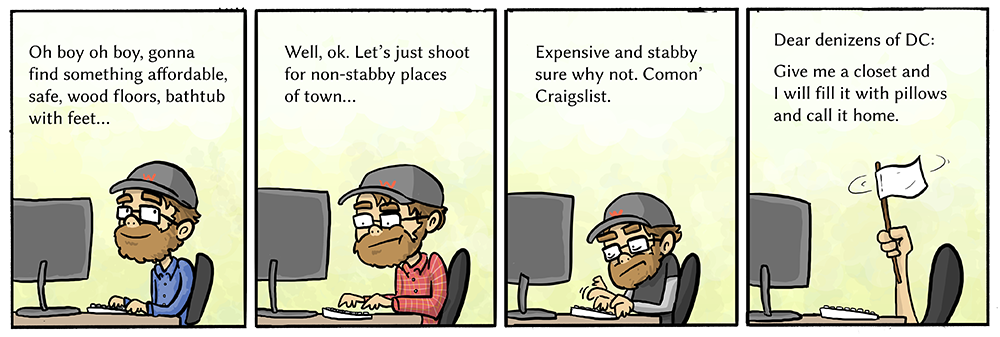 Oh boy oh boy, gonna
find something affordable,
safe, wood floors, bathtub
with feet...
Well, ok. Let's just shoot
for non-stabby places
of town...
Expensive and stabby
sure why not. Comon'
Craigslist.
Dear denizens of DC:
Give me a closet and
I will fill it with pillows
and call it home.